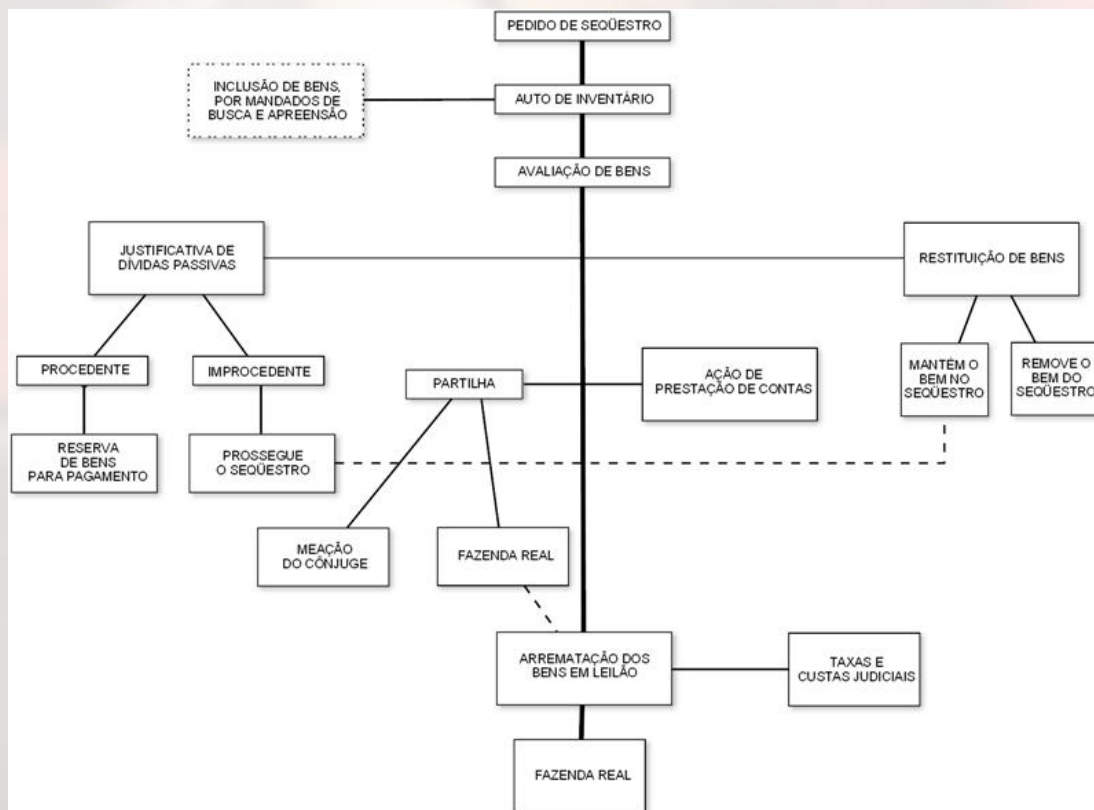 PEDIDO DE SEQÜESTRO
INCLUSÃO DE BENS,
POR MANDADOS DE
BUSCA E APREENSÃO
AUTO DE INVENTÁRIO
AVALIAÇÃO DE BENS
JUSTIFICATIVA DE
DÍVIDAS PASSIVAS
RESTITUIÇÃO DE BENS
PROCEDENTE
IMPROCEDENTE
PARTILHA
AÇÃO DE
PRESTAÇÃO DE CONTAS
MANTÉM O
BEM NO
SEQÜESTRO
REMOVE O
BEM DO
SEQÜESTRO
RESERVA
DE BENS
PARA PAGAMENTO
PROSSEGUE
O SEQÜESTRO
MEAÇÃO
DO CÔNJUGE
FAZENDA REAL
ARREMATAÇÃO DOS
BENS EM LEILÃO
TAXAS E
CUSTAS JUDICIAIS
FAZENDA REAL